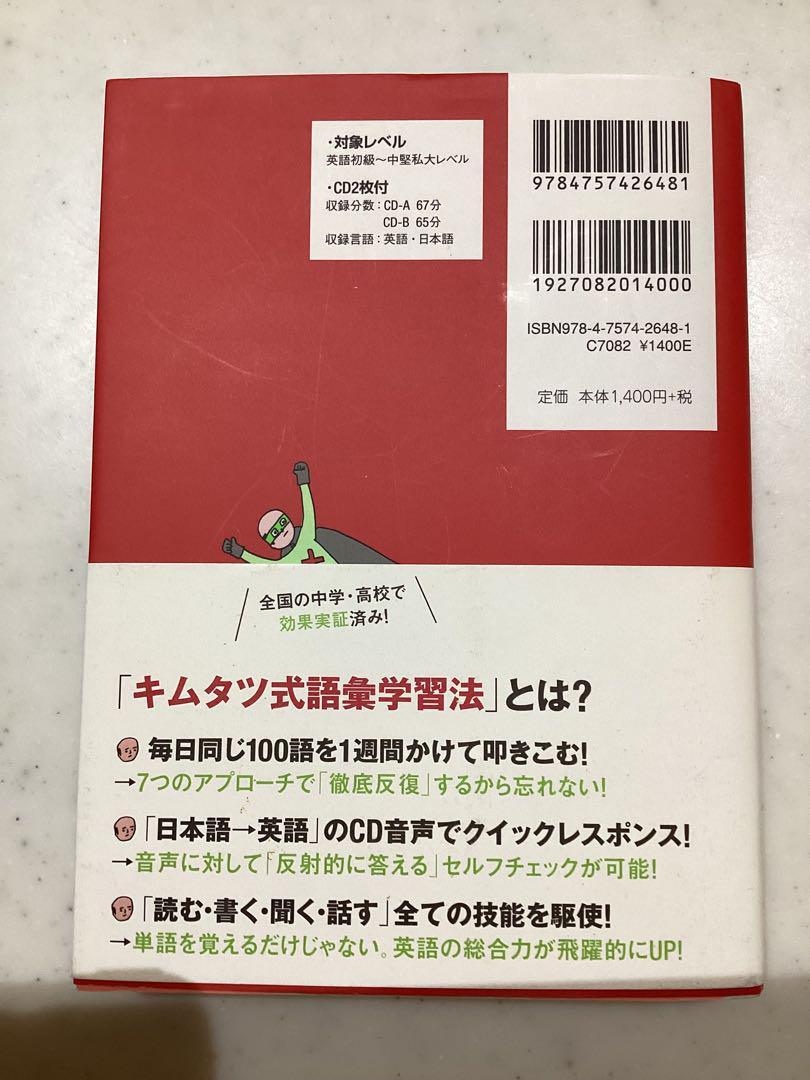 ・対象レベル
英語初級〜中堅私大レベル
・CD2枚付
収録分数：CD-A 67分
CD-B 65分
収録言語：英語・日本語
9784757426481
1927082014000
ISBN978-4-7574-2648-1
C7082 ¥1400E
定価 本体1,400円+税
全国の中学・高校で
効果実証済み！
「キムタツ式語彙学習法」とは？
毎日同じ100語を1週間かけて叩きこむ！
→7つのアプローチで「徹底反復」するから忘れない！
「日本語→英語」のCD音声でクイックレスポンス！
→音声に対して「反射的に答える」セルフチェックが可能！
「読む・書く・聞く・話す」全ての技能を駆使！
→単語を覚えるだけじゃない。英語の総合力が飛躍的にUP！